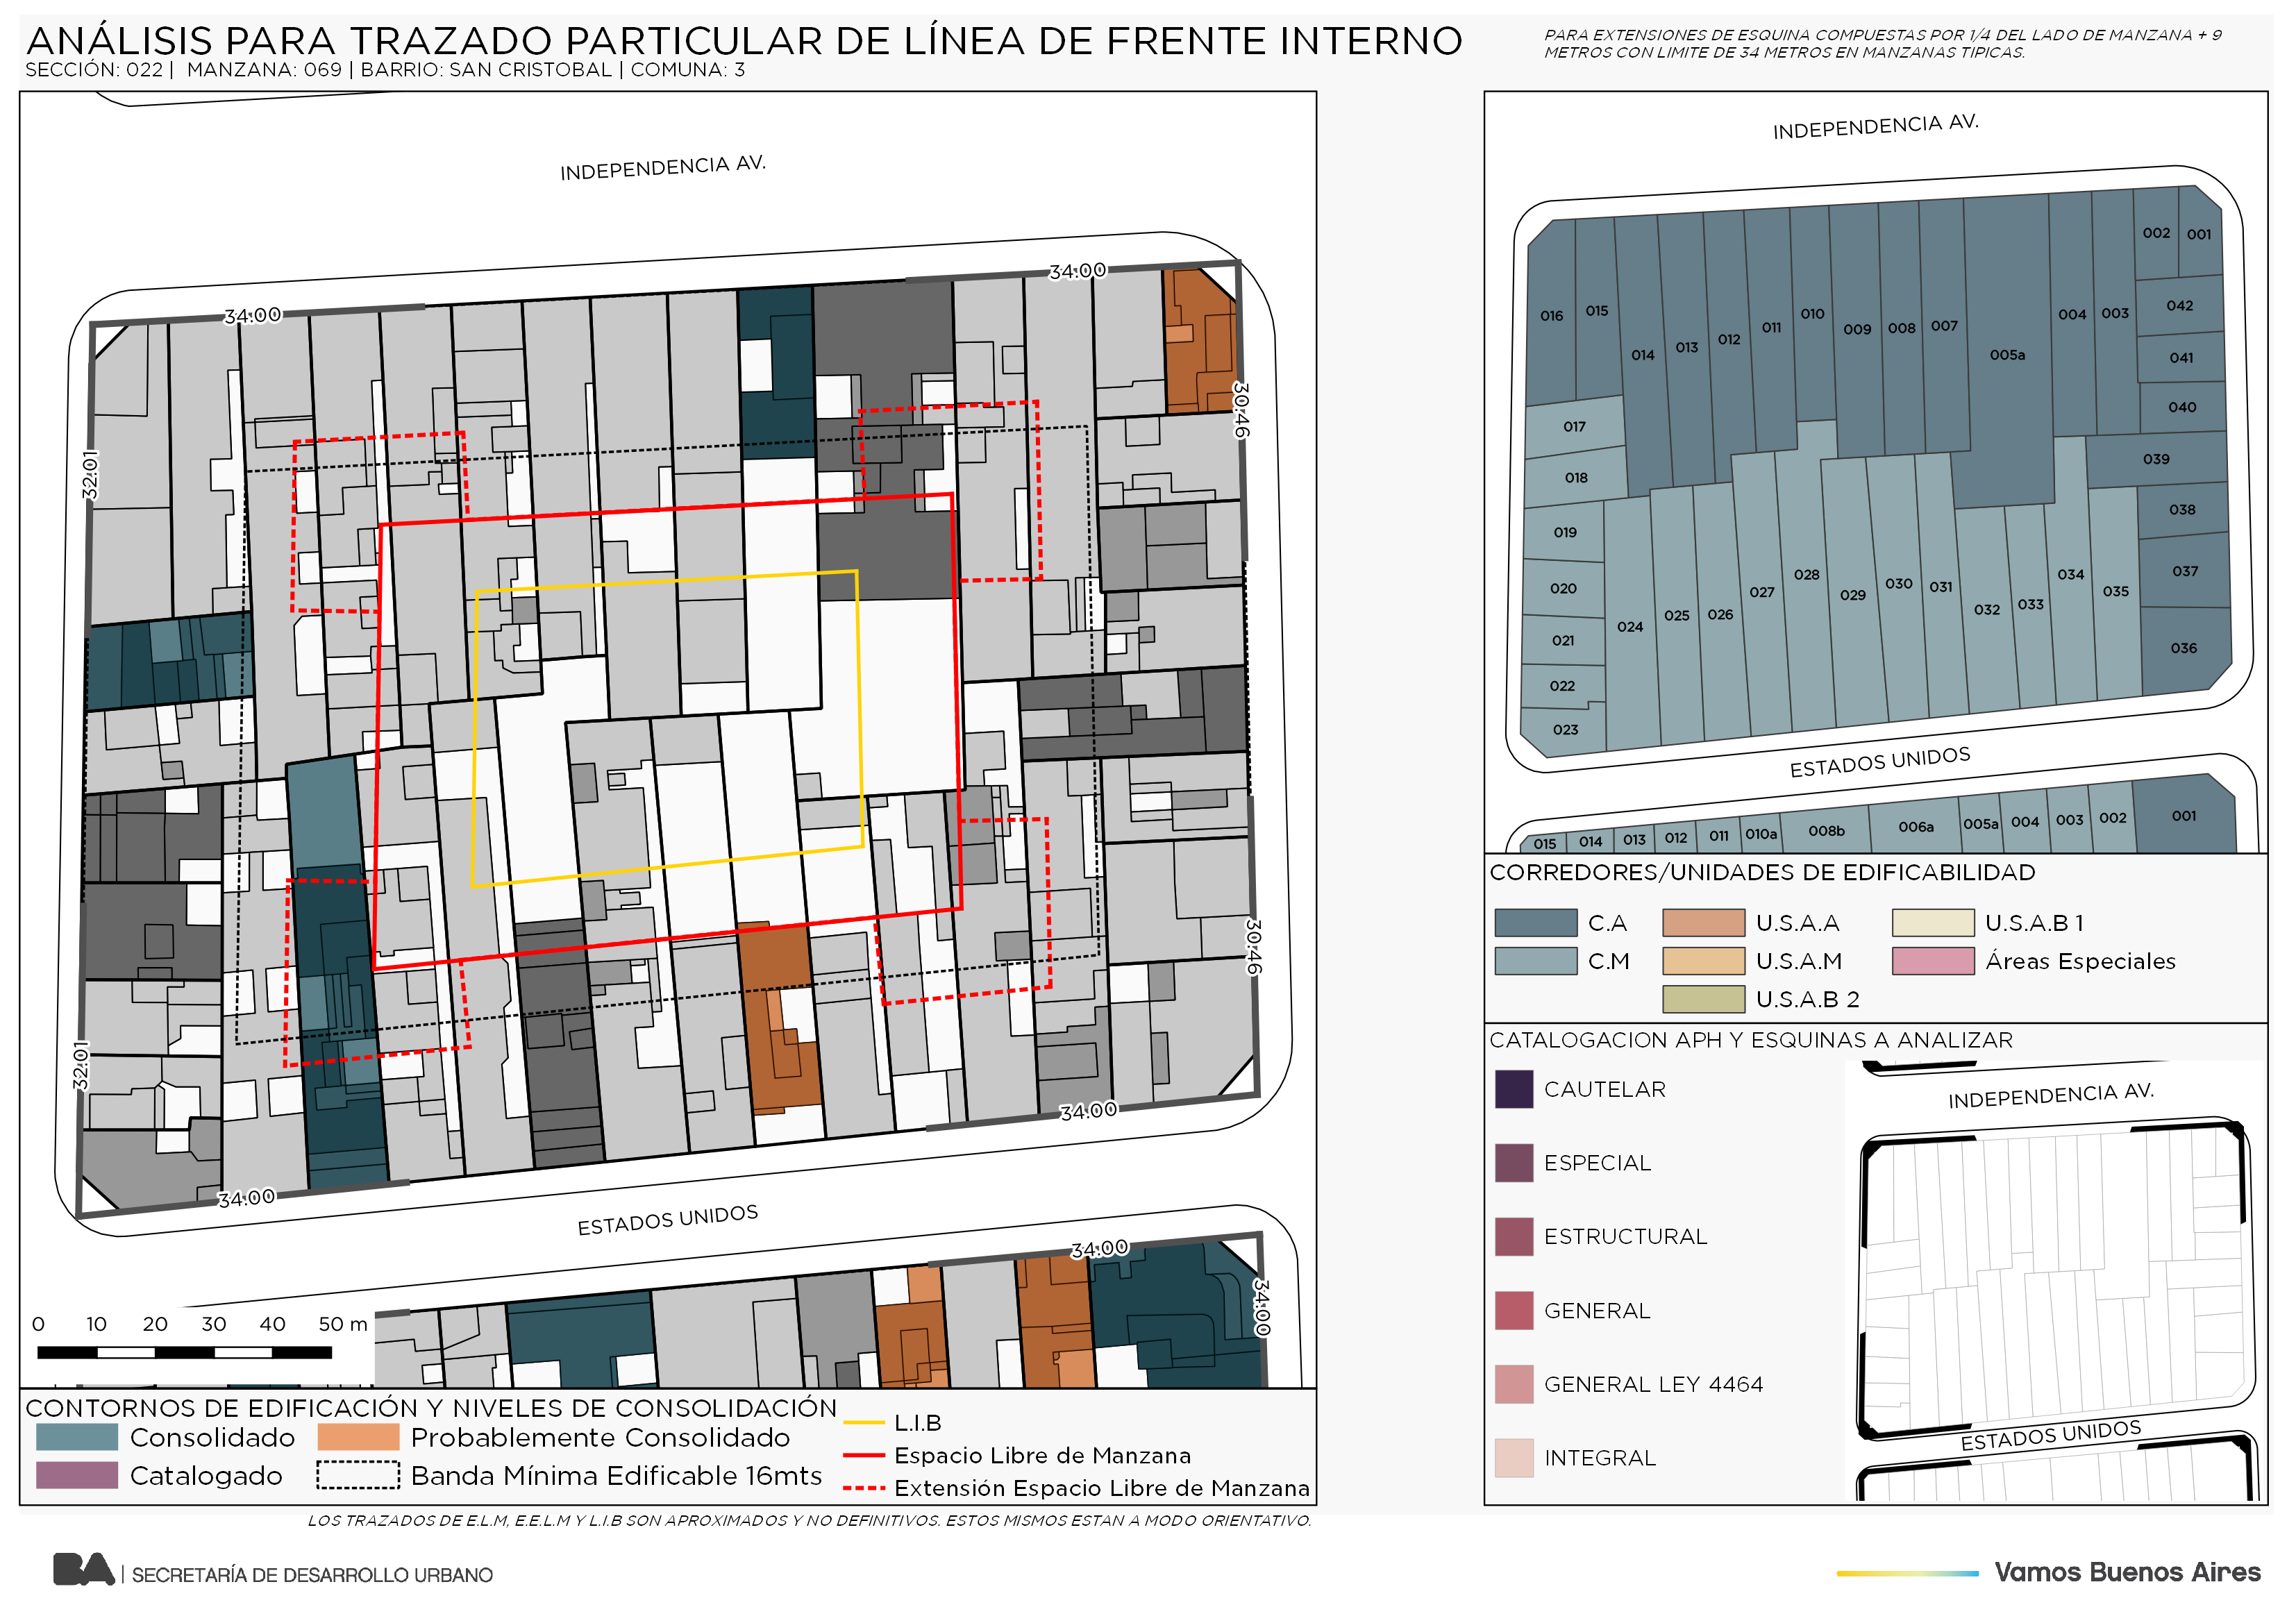 ANÁLISIS PARA TRAZADO PARTICULAR DE LÍNEA DE FRENTE INTERNO
SECCIÓN: 022 | MANZANA: 069 | BARRIO: SAN CRISTOBAL | COMUNA: 3
PARA EXTENSIONES DE ESQUINA COMPUESTAS POR 1/4 DEL LADO DE MANZANA + 9
METROS CON LIMITE DE 34 METROS EN MANZANAS TIPICAS.
INDEPENDENCIA AV.
34:00
34:00
32:01
30:46
32:01
30:46
34:00
34:00
ESTADOS UNIDOS
34:00
34:00
0 10 20 30 40 50 m
CONTORNOS DE EDIFICACIÓN Y NIVELES DE CONSOLIDACIÓN
Consolidado
Probablemente Consolidado
Catalogado
Banda Mínima Edificable 16mts
L.I.B
Espacio Libre de Manzana
Extensión Espacio Libre de Manzana
LOS TRAZADOS DE E.L.M, E.E.L.M Y L.I.B SON APROXIMADOS Y NO DEFINITIVOS. ESTOS MISMOS ESTAN A MODO ORIENTATIVO.
INDEPENDENCIA AV.
016 015 014 013 012 011 010 009 008 007 005a 004 003 002 001
042
041
040
039
038
037
036
017
018
019
020
021
022
023
024 025 026 027 028 029 030 031 032 033 034 035
ESTADOS UNIDOS
015 014 013 012 011 010a 008b 006a 005a 004 003 002 001
CORREDORES/UNIDADES DE EDIFICABILIDAD
C.A
U.S.A.A
U.S.A.B 1
C.M
U.S.A.M
Áreas Especiales
U.S.A.B 2
CATALOGACION APH Y ESQUINAS A ANALIZAR
CAUTELAR
ESPECIAL
ESTRUCTURAL
GENERAL
GENERAL LEY 4464
INTEGRAL
INDEPENDENCIA AV.
ESTADOS UNIDOS
BA | SECRETARÍA DE DESARROLLO URBANO
Vamos Buenos Aires